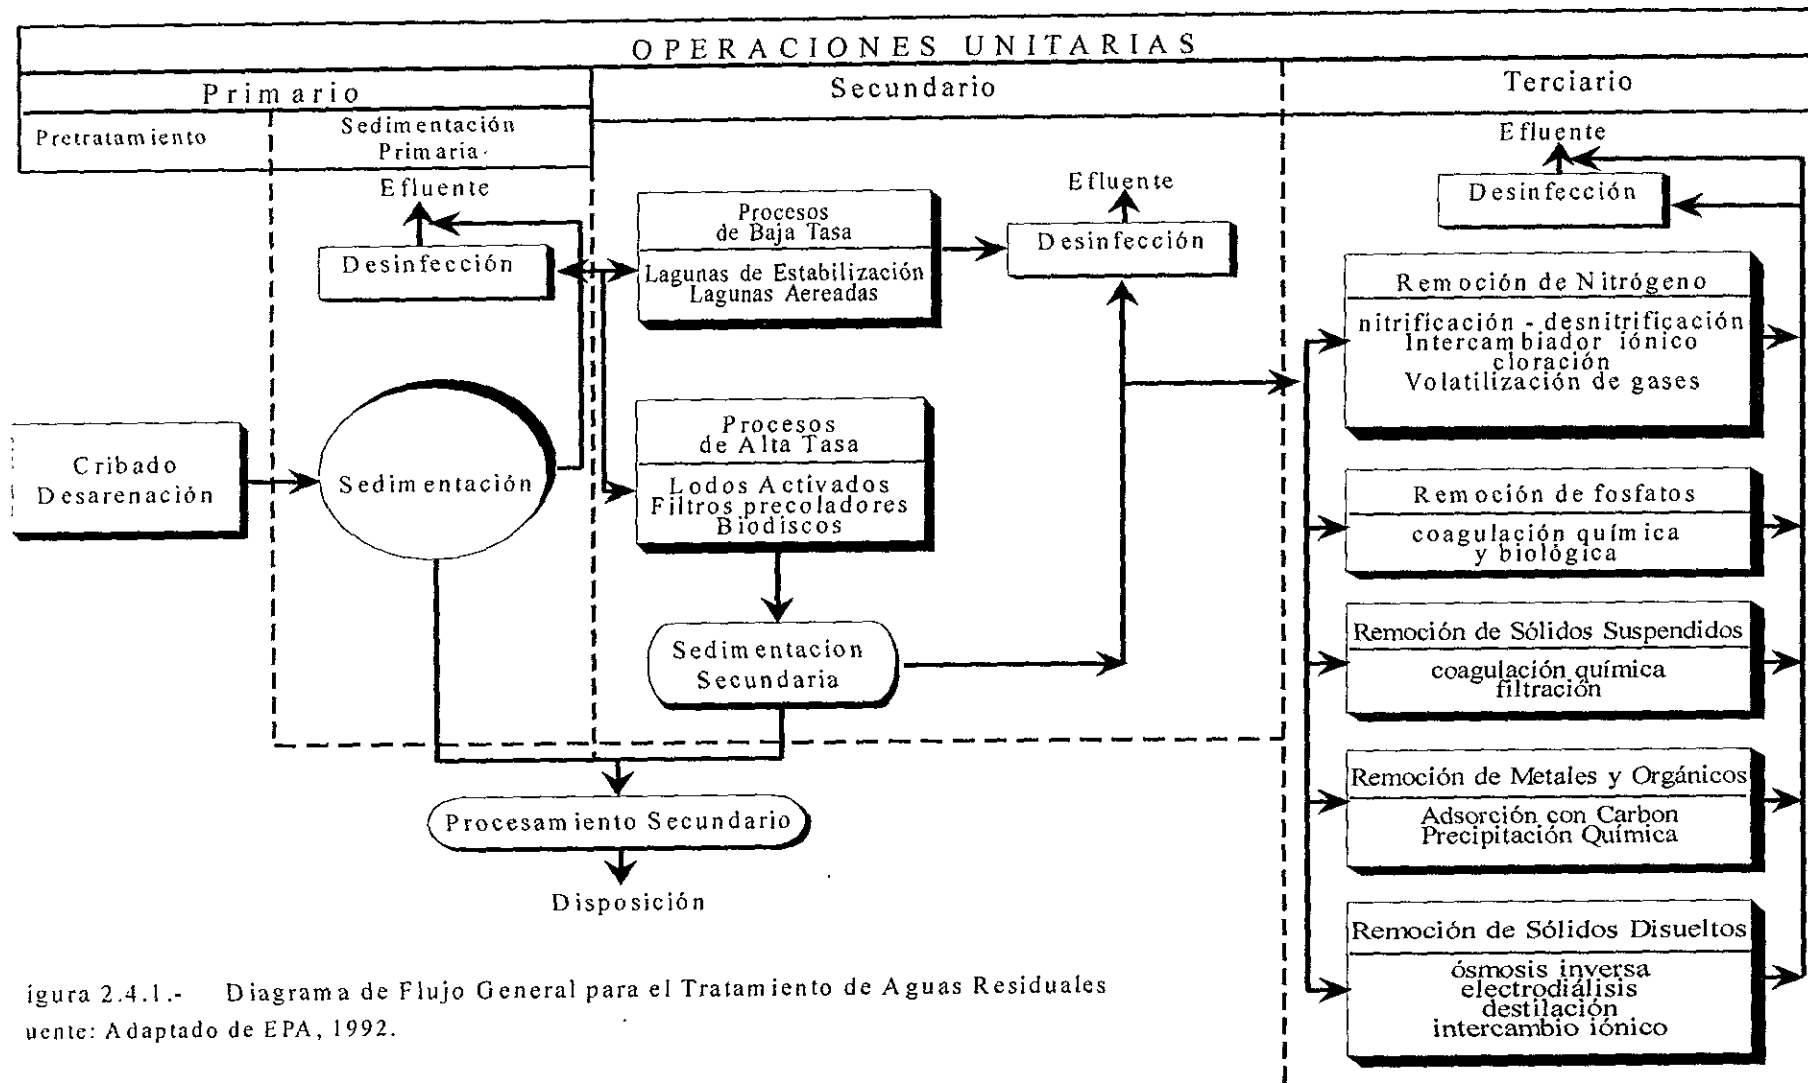 OPERACIONES UNITARIAS
Primario
Secundario
Terciario
Pretratamiento
Sedimentación
Primaria
Efluente
Desinfección
Cribado
Desarenación
Sedimentación
Procesos
de Baja Tasa
Lagunas de Estabilización
Lagunas Aereadas
Efluente
Desinfección
Procesos
de Alta Tasa
Lodos Activados
Filtros precoladores
Biodiscos
Sedimentacion
Secundaria
Procesamiento Secundario
Disposición
Efluente
Desinfección
Remoción de Nitrógeno
nitrificación - desnitrificación
Intercambiador iónico
cloración
Volatilización de gases
Remoción de fosfatos
coagulación química
y biológica
Remoción de Sólidos Suspendidos
coagulación química
filtración
Remoción de Metales y Orgánicos
Adsorción con Carbon
Precipitación Química
Remoción de Sólidos Disueltos
ósmosis inversa
electrodiálisis
destilación
intercambio iónico
igura 2.4.1.- Diagrama de Flujo General para el Tratamiento de Aguas Residuales
uente: Adaptado de EPA, 1992.